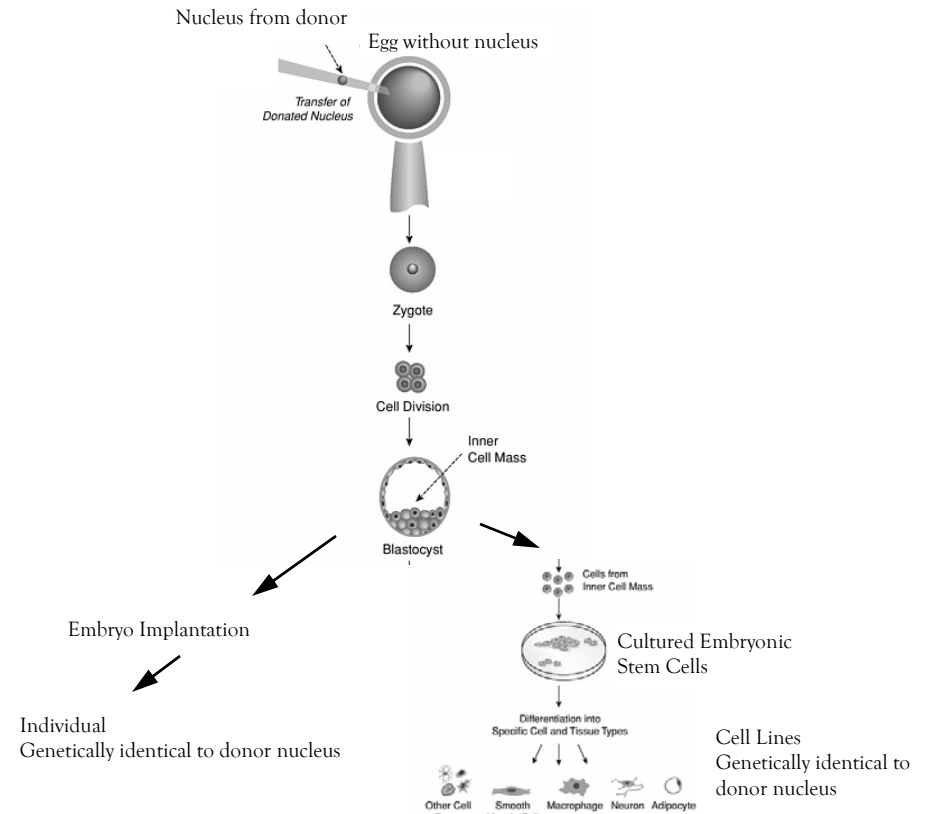 Nucleus from donor
Egg without nucleus
Transfer of
Donated Nucleus
Zygote
Cell Division
Inner
Cell Mass
Blastocyst
Cells from
Inner Cell Mass
Embryo Implantation
Cultured Embryonic
Stem Cells
Differentiation into
Specific Cell and Tissue Types
Individual
Genetically identical to donor nucleus
Cell Lines
Genetically identical to
donor nucleus
Other Cell
Smooth
Macrophage
Neuron
Adipocyte